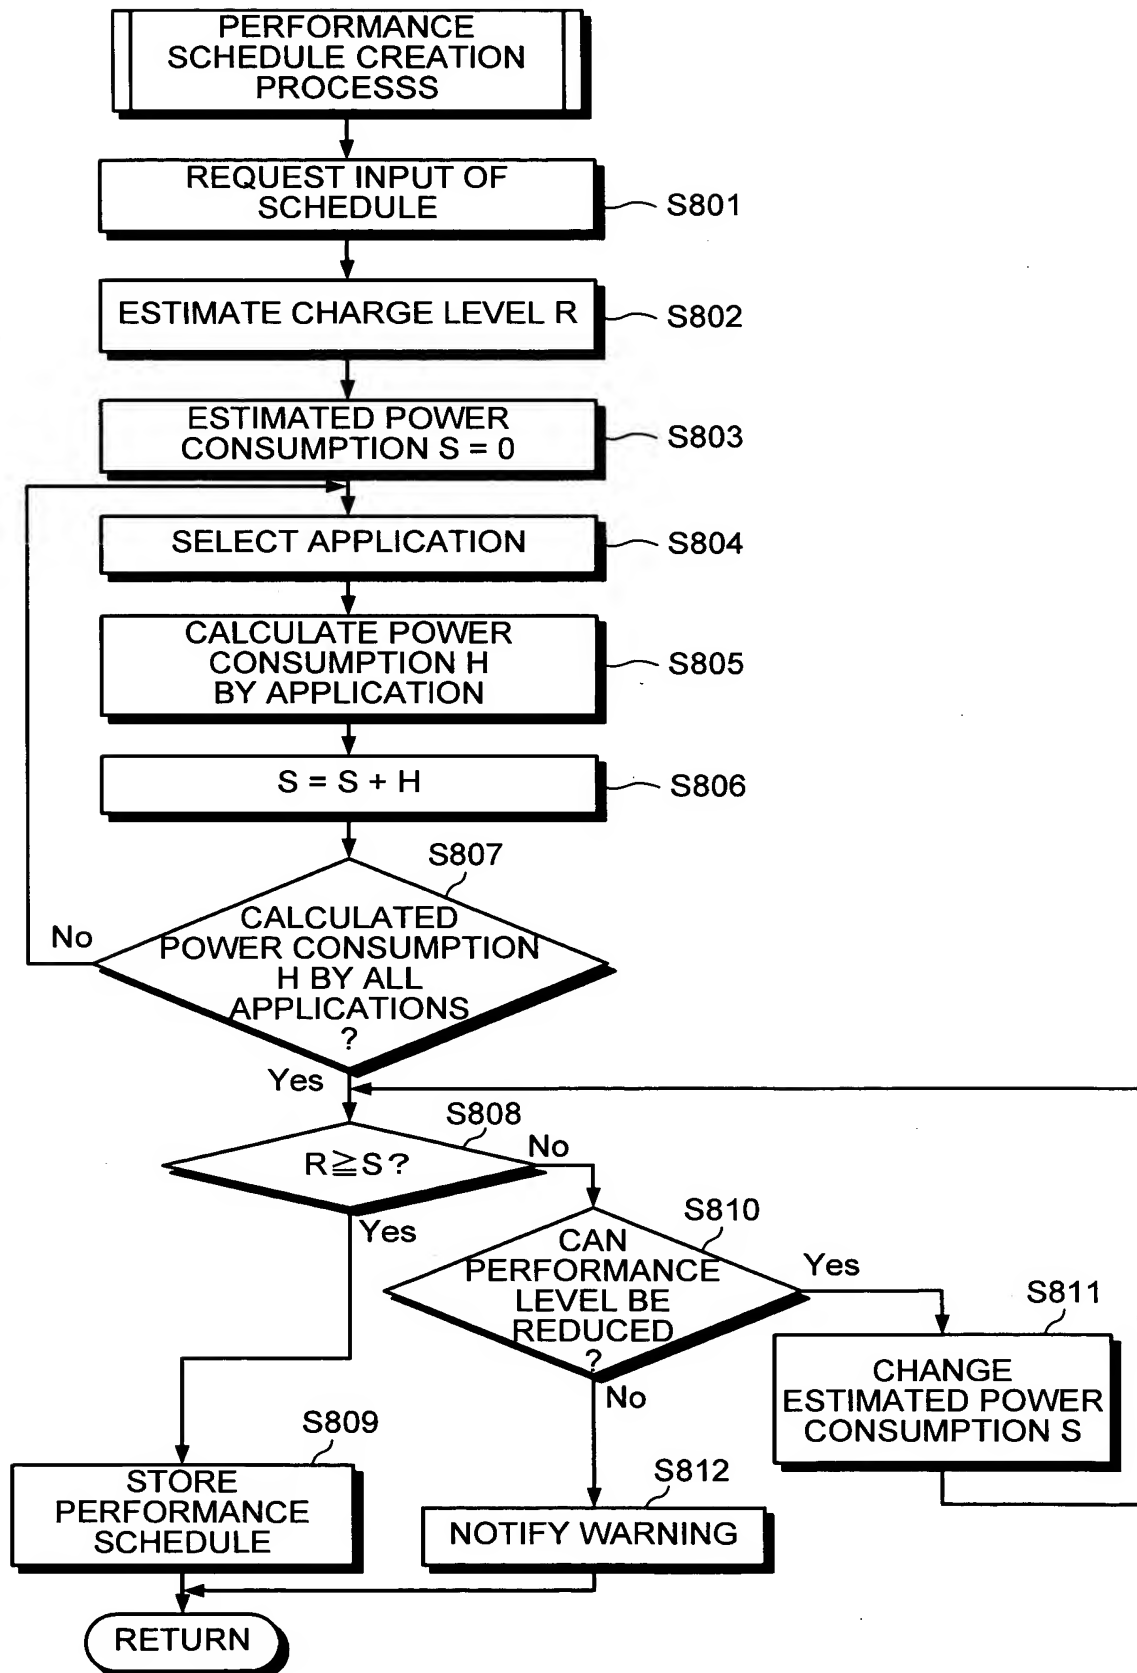 PERFORMANCE
SCHEDULE CREATION
PROCESSS
REQUEST INPUT OF
SCHEDULE
S801
ESTIMATE CHARGE LEVEL R
S802
ESTIMATED POWER
CONSUMPTION S = 0
S803
SELECT APPLICATION
S804
CALCULATE POWER
CONSUMPTION H
BY APPLICATION
S805
S = S + H
S806
S807
CALCULATED
POWER CONSUMPTION
H BY ALL
APPLICATIONS
?
No
Yes
S808
R≧S?
No
Yes
S810
CAN
PERFORMANCE
LEVEL BE
REDUCED
?
Yes
No
S811
CHANGE
ESTIMATED POWER
CONSUMPTION S
S809
STORE
PERFORMANCE
SCHEDULE
S812
NOTIFY WARNING
RETURN